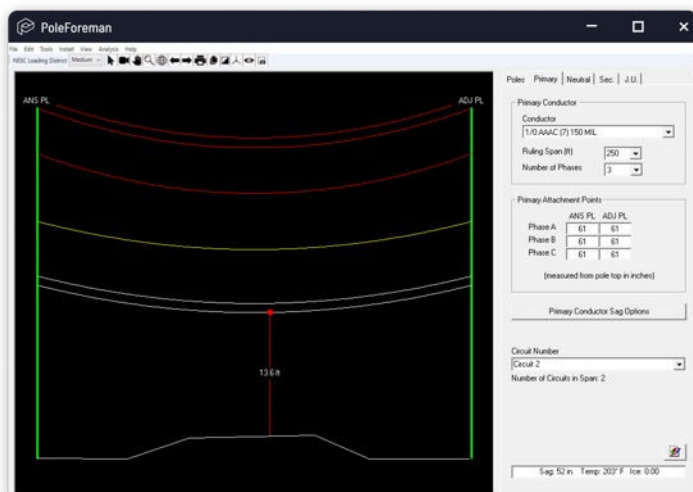 PoleForeman
File Edit Tools Install View Analysis Help
NESC Loading District Medium
ANS PL
ADJ PL
13.6 ft
Poles Primary Neutral Sec. J.U.
Primary Conductor
Conductor
1/0 AAAC (7) 150 MIL
Ruling Span (ft) 250
Number of Phases 3
Primary Attachment Points
ANS PL ADJ PL
Phase A 61 61
Phase B 61 61
Phase C 61 61
(measured from pole top in inches)
Primary Conductor Sag Options
Circuit Number
Circuit 2
Number of Circuits in Span: 2
Sag: 52 in. Temp: 203° F Ice: 0.00